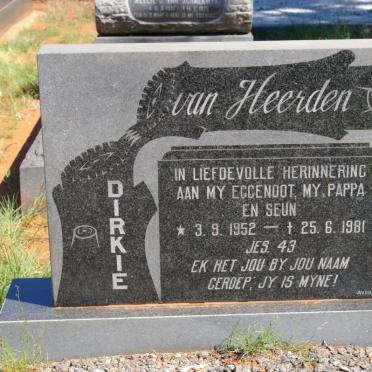 van Heerden
DIRKIE
IN LIEFDEVOLLE HERINNERING
AAN MY EGGENOOT, MY PAPPA
EN SEUN
* 3. 9. 1952 — † 25. 6. 1981
JES. 43
EK HET JOU BY JOU NAAM
GEROEP, JY IS MYNE!